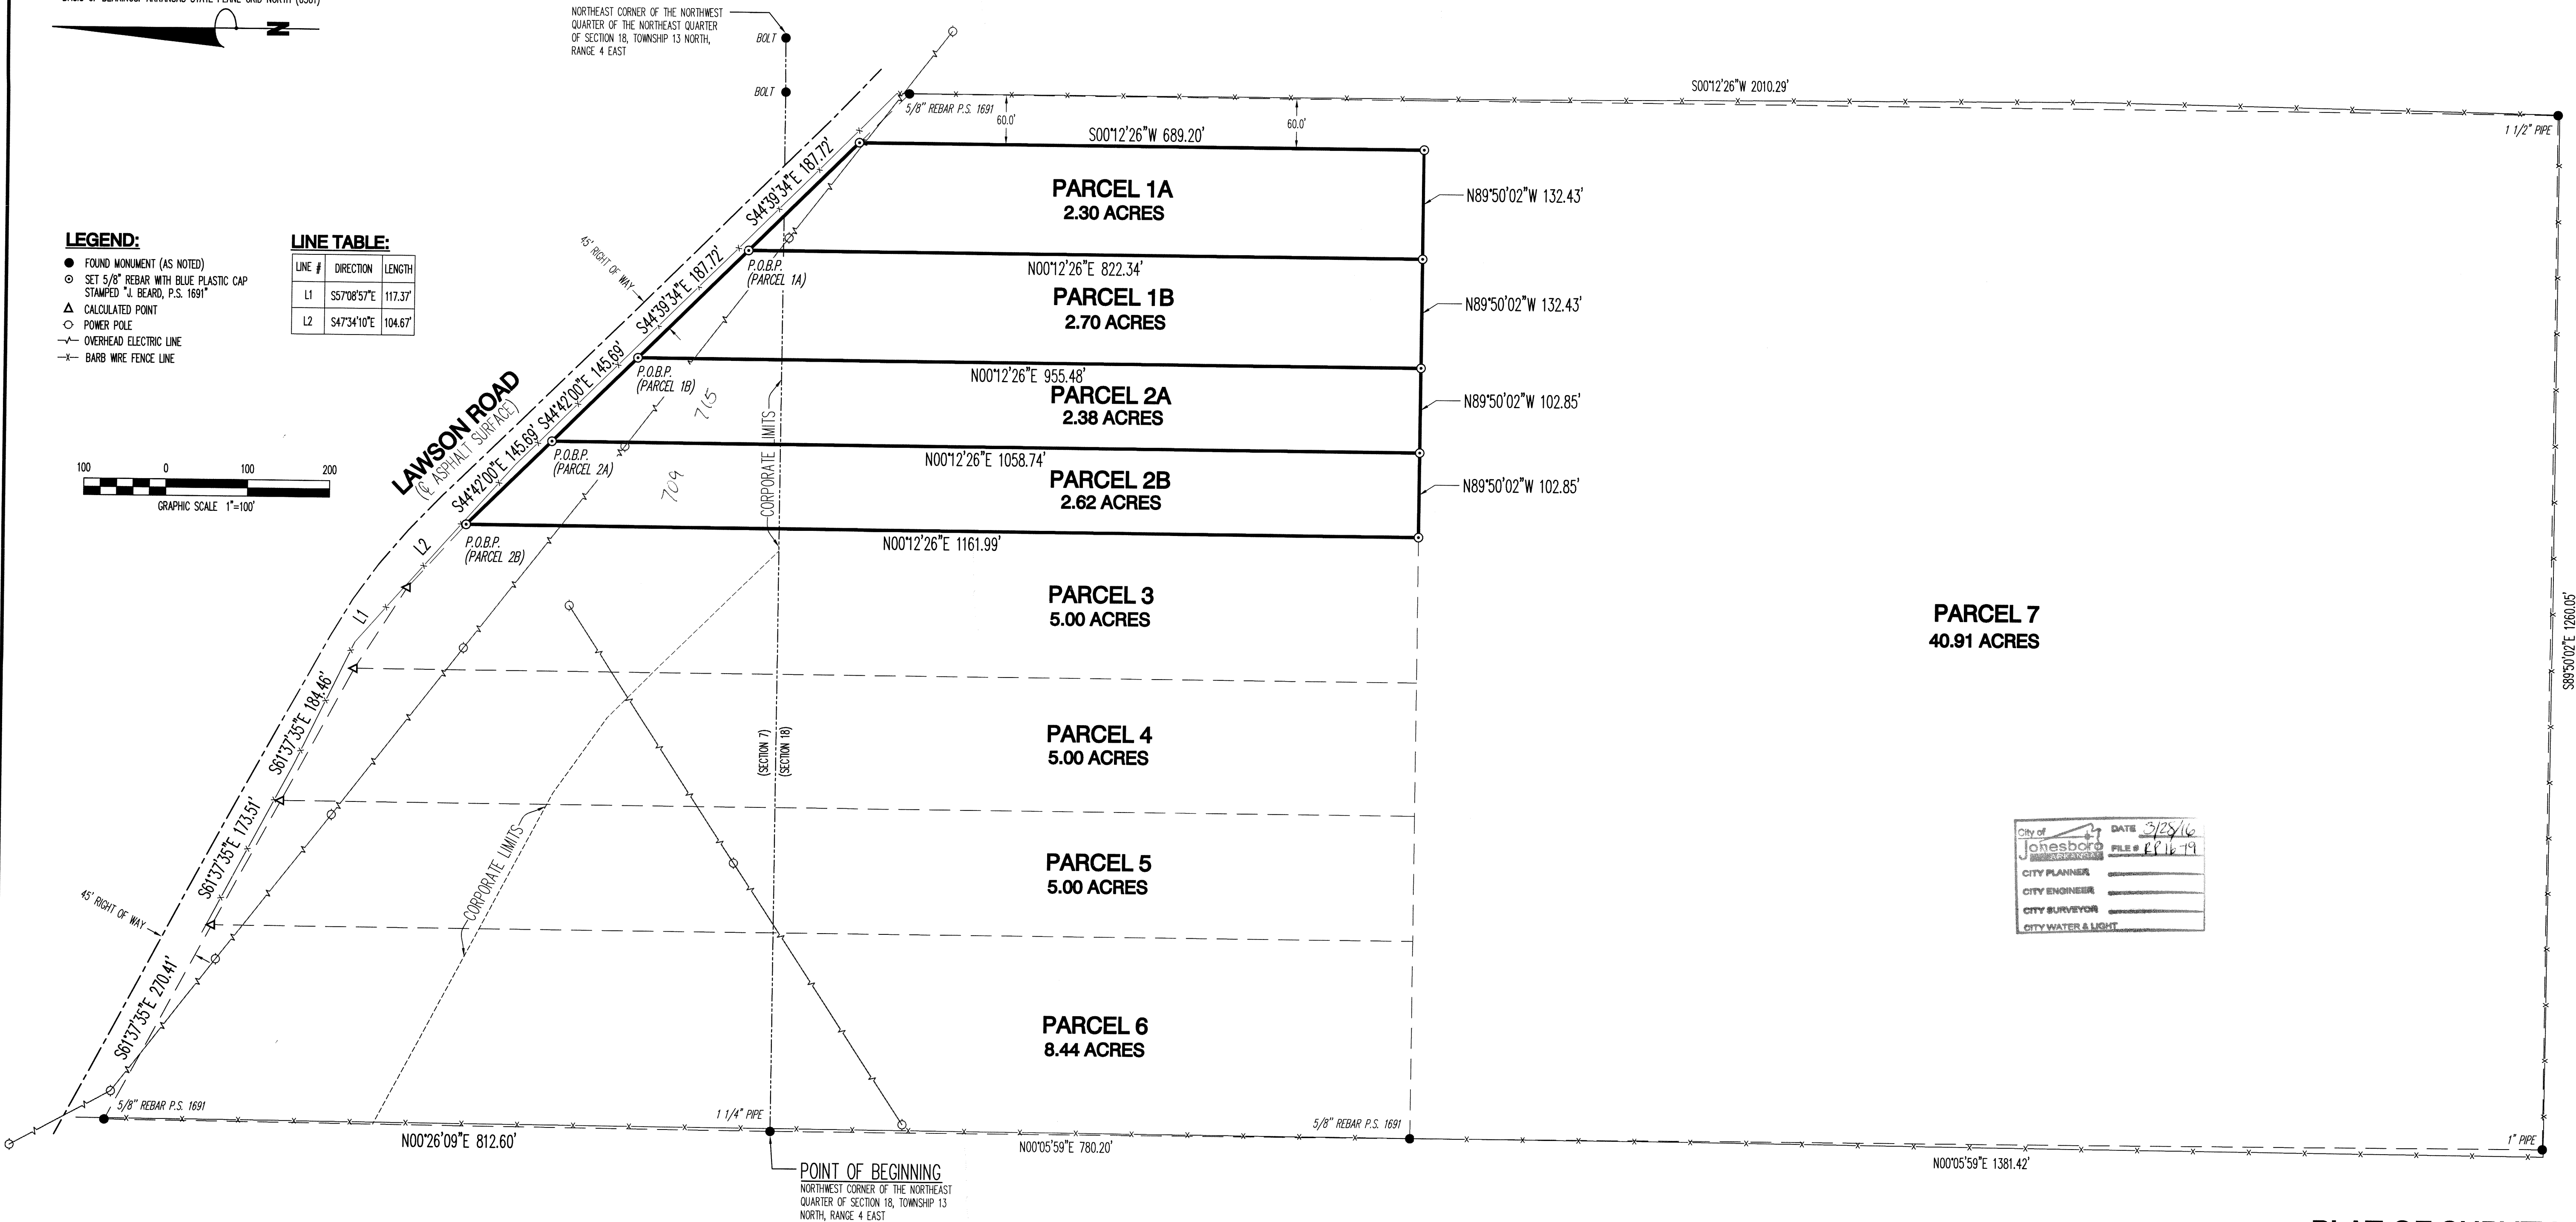 N
NORTHEAST CORNER OF THE NORTHWEST
QUARTER OF THE NORTHEAST QUARTER
OF SECTION 18, TOWNSHIP 13 NORTH,
RANGE 4 EAST
BOLT
BOLT
5/8" REBAR P.S. 1691
60.0'
60.0'
S00°12'26"W 2010.29'
1 1/2" PIPE
S00°12'26"W 689.20'
S44°39'34"E 187.72'
PARCEL 1A
2.30 ACRES
N89°50'02"W 132.43'
LEGEND:
FOUND MONUMENT (AS NOTED)
SET 5/8" REBAR WITH BLUE PLASTIC CAP
STAMPED "J. BEARD, P.S. 1691"
CALCULATED POINT
POWER POLE
OVERHEAD ELECTRIC LINE
BARB WIRE FENCE LINE
LINE TABLE:
LINE # DIRECTION LENGTH
L1 S57°08'57"E 117.37'
L2 S47°34'10"E 104.67'
45' RIGHT OF WAY
P.O.B.P.
(PARCEL 1A)
N00°12'26"E 822.34'
S44°39'34"E 187.72'
PARCEL 1B
2.70 ACRES
N89°50'02"W 132.43'
P.O.B.P.
(PARCEL 1B)
N00°12'26"E 955.48'
715
S44°42'00"E 145.69'
PARCEL 2A
2.38 ACRES
N89°50'02"W 102.85'
LAWSON ROAD
(℄ ASPHALT SURFACE)
P.O.B.P.
(PARCEL 2A)
N00°12'26"E 1058.74'
709
CORPORATE LIMITS
S44°42'00"E 145.69'
PARCEL 2B
2.62 ACRES
N89°50'02"W 102.85'
100 0 100 200
GRAPHIC SCALE 1"=100'
P.O.B.P.
(PARCEL 2B)
N00°12'26"E 1161.99'
L2
L1
PARCEL 3
5.00 ACRES
PARCEL 7
40.91 ACRES
S89°50'02"E 1260.05'
S61°37'35"E 184.46'
(SECTION 7)
(SECTION 18)
PARCEL 4
5.00 ACRES
S61°37'35"E 173.51'
CORPORATE LIMITS
PARCEL 5
5.00 ACRES
City of
Jonesboro
ARKANSAS
DATE 3/28/16
FILE # RP16-19
CITY PLANNER
CITY ENGINEER
CITY SURVEYOR
CITY WATER & LIGHT
45' RIGHT OF WAY
S61°37'35"E 270.41'
PARCEL 6
8.44 ACRES
5/8" REBAR P.S. 1691
1 1/4" PIPE
5/8" REBAR P.S. 1691
1" PIPE
N00°26'09"E 812.60'
N00°05'59"E 780.20'
N00°05'59"E 1381.42'
POINT OF BEGINNING
NORTHWEST CORNER OF THE NORTHEAST
QUARTER OF SECTION 18, TOWNSHIP 13
NORTH, RANGE 4 EAST